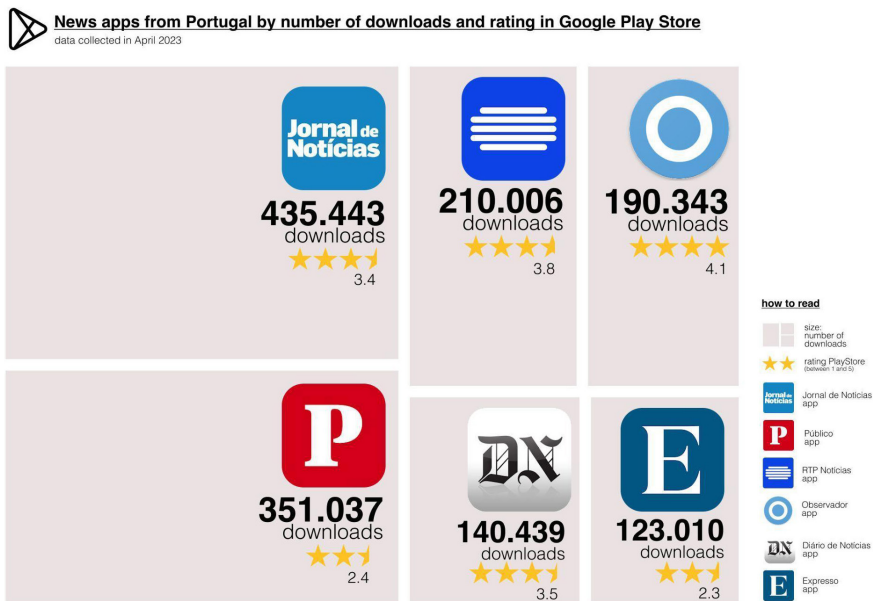 News apps from Portugal by number of downloads and rating in Google Play Store
data collected in April 2023
Jornal de
Notícias
435.443
downloads
3.4
210.006
downloads
3.8
190.343
downloads
4.1
P
351.037
downloads
2.4
DN
140.439
downloads
3.5
E
123.010
downloads
2.3
how to read
size:
number of
downloads
rating PlayStore
(between 1 and 5)
Jornal de
Notícias
Jornal de Notícias
app
P
Público
app
RTP Notícias
app
Observador
app
DN
Diário de Notícias
app
E
Expresso
app